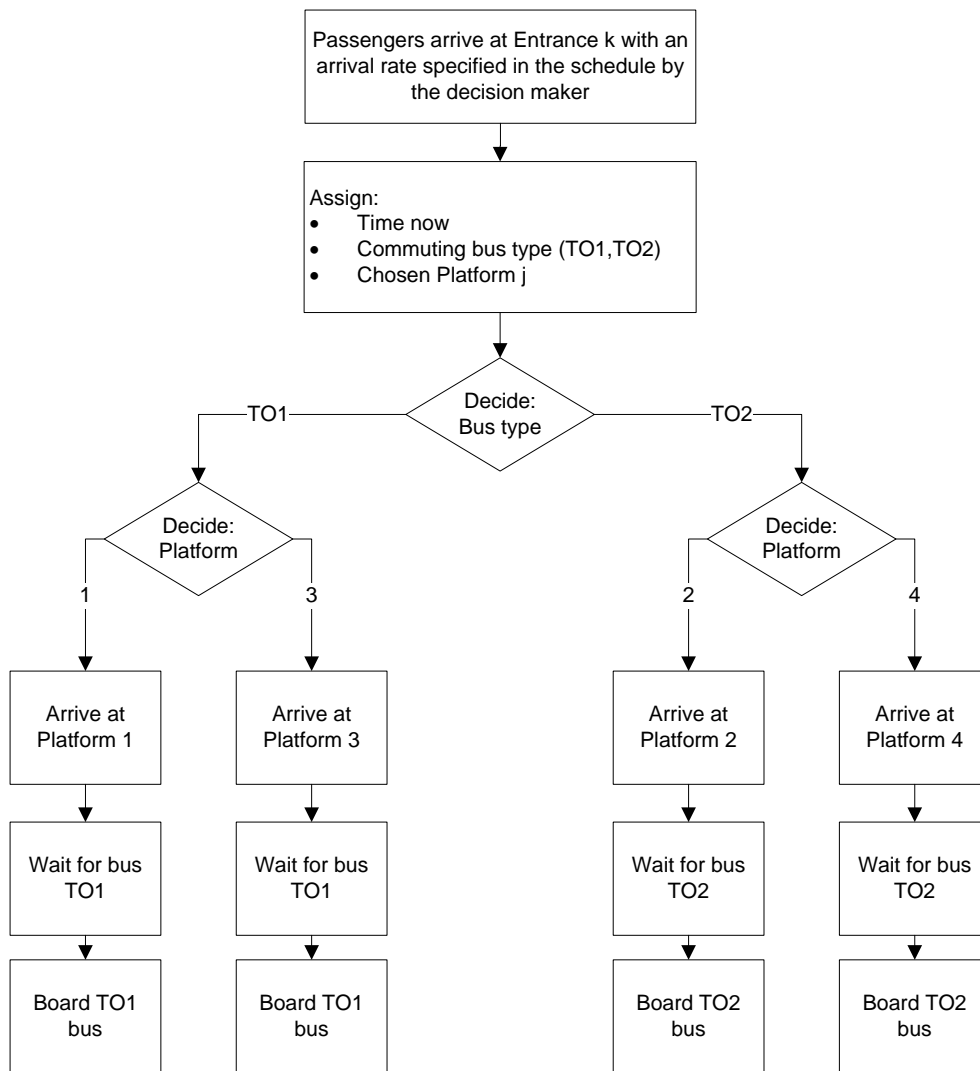 Passengers arrive at Entrance k with an
arrival rate specified in the schedule by
the decision maker
Assign:
• Time now
• Commuting bus type (TO1,TO2)
• Chosen Platform j
Decide:
Bus type
TO1
TO2
Decide:
Platform
Decide:
Platform
1
3
2
4
Arrive at
Platform 1
Arrive at
Platform 3
Arrive at
Platform 2
Arrive at
Platform 4
Wait for bus
TO1
Wait for bus
TO1
Wait for bus
TO2
Wait for bus
TO2
Board TO1
bus
Board TO1
bus
Board TO2
bus
Board TO2
bus